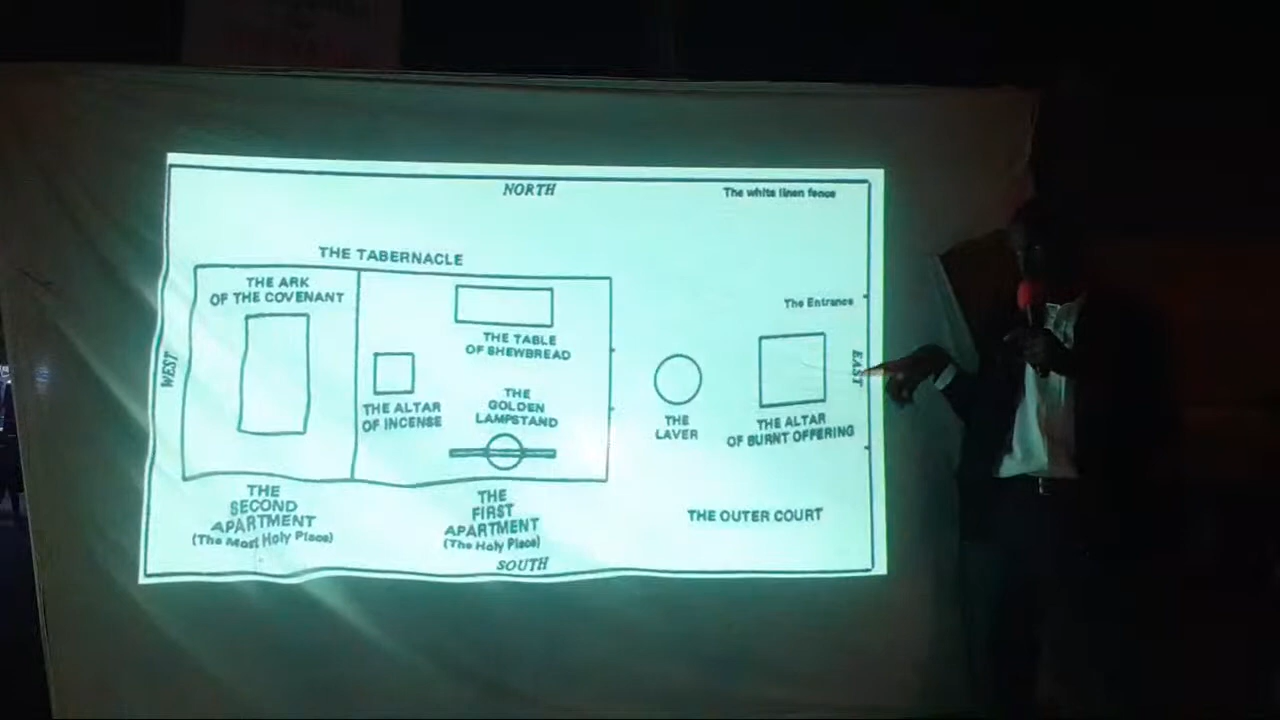 NORTH
The white linen fence
THE TABERNACLE
THE ARK
OF THE COVENANT
The Entrance
THE TABLE
OF SHEWBREAD
WEST
EAST
THE ALTAR
OF INCENSE
THE
GOLDEN
LAMPSTAND
THE
LAVER
THE ALTAR
OF BURNT OFFERING
THE
SECOND
APARTMENT
(The Most Holy Place)
THE
FIRST
APARTMENT
(The Holy Place)
THE OUTER COURT
SOUTH